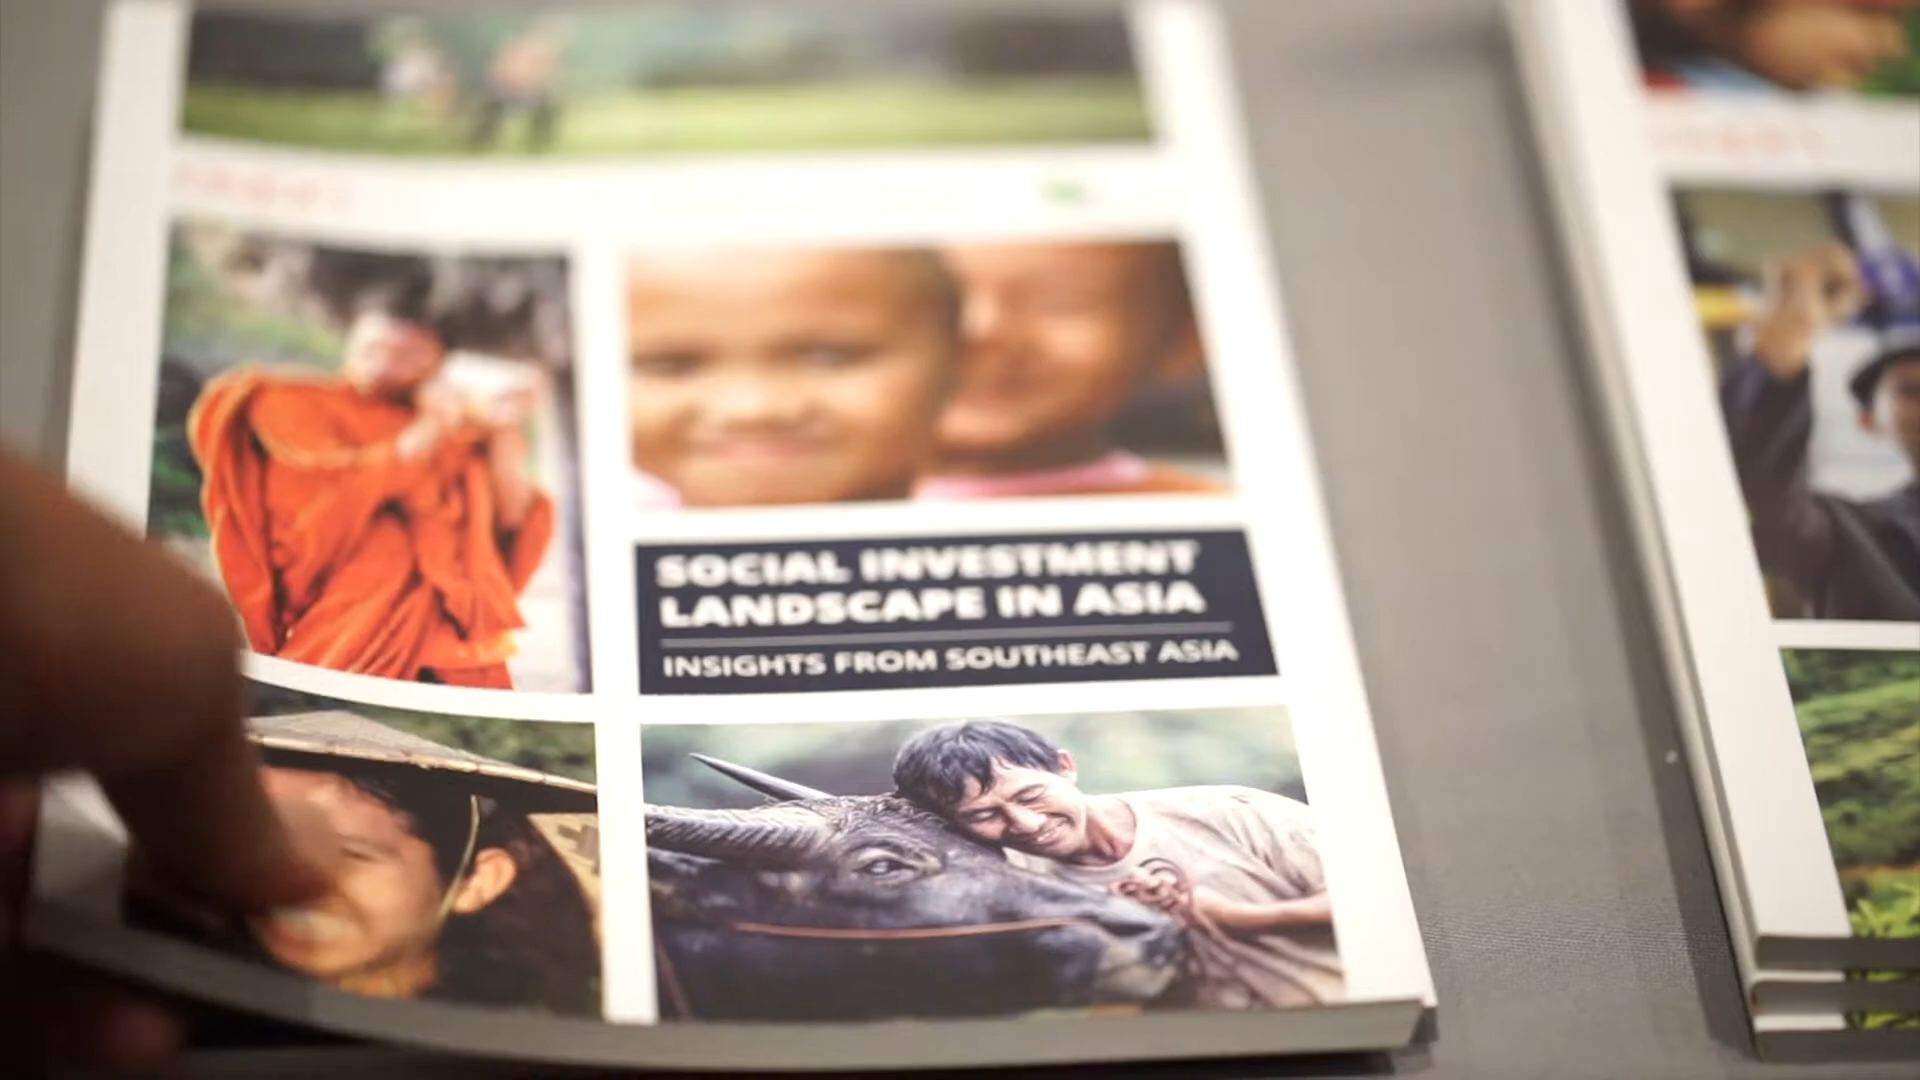 SOCIAL INVESTMENT
LANDSCAPE IN ASIA
INSIGHTS FROM SOUTHEAST ASIA